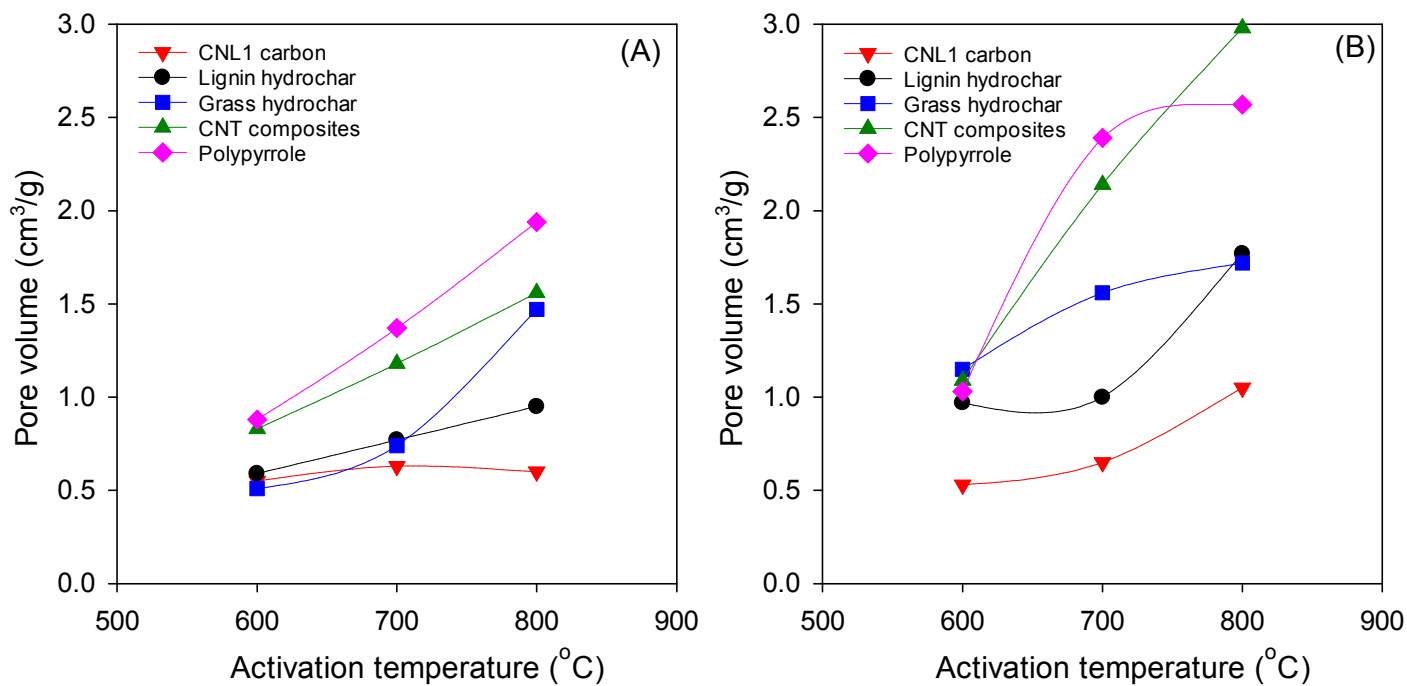 (A)
CNL1 carbon
Lignin hydrochar
Grass hydrochar
CNT composites
Polypyrrole
3.0
2.5
2.0
1.5
1.0
0.5
0.0
Pore volume (cm³/g)
500 600 700 800 900
Activation temperature (°C)
(B)
CNL1 carbon
Lignin hydrochar
Grass hydrochar
CNT composites
Polypyrrole
3.0
2.5
2.0
1.5
1.0
0.5
0.0
Pore volume (cm³/g)
500 600 700 800 900
Activation temperature (°C)